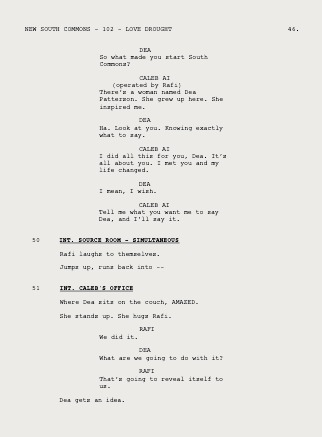 NEW SOUTH COMMONS - 102 - LOVE DROUGHT 46.
DEA
So what made you start South
Commons?
CALEB AI
(operated by Rafi)
There's a woman named Dea
Patterson. She grew up here. She
inspired me.
DEA
Ha. Look at you. Knowing exactly
what to say.
CALEB AI
I did all this for you, Dea. It's
all about you. I met you and my
life changed.
DEA
I mean, I wish.
CALEB AI
Tell me what you want me to say
Dea, and I'll say it.
50 INT. SOURCE ROOM - SIMULTANEOUS
Rafi laughs to themselves.
Jumps up, runs back into --
51 INT. CALEB'S OFFICE
Where Dea sits on the couch, AMAZED.
She stands up. She hugs Rafi.
RAFI
We did it.
DEA
What are we going to do with it?
RAFI
That's going to reveal itself to
us.
Dea gets an idea.